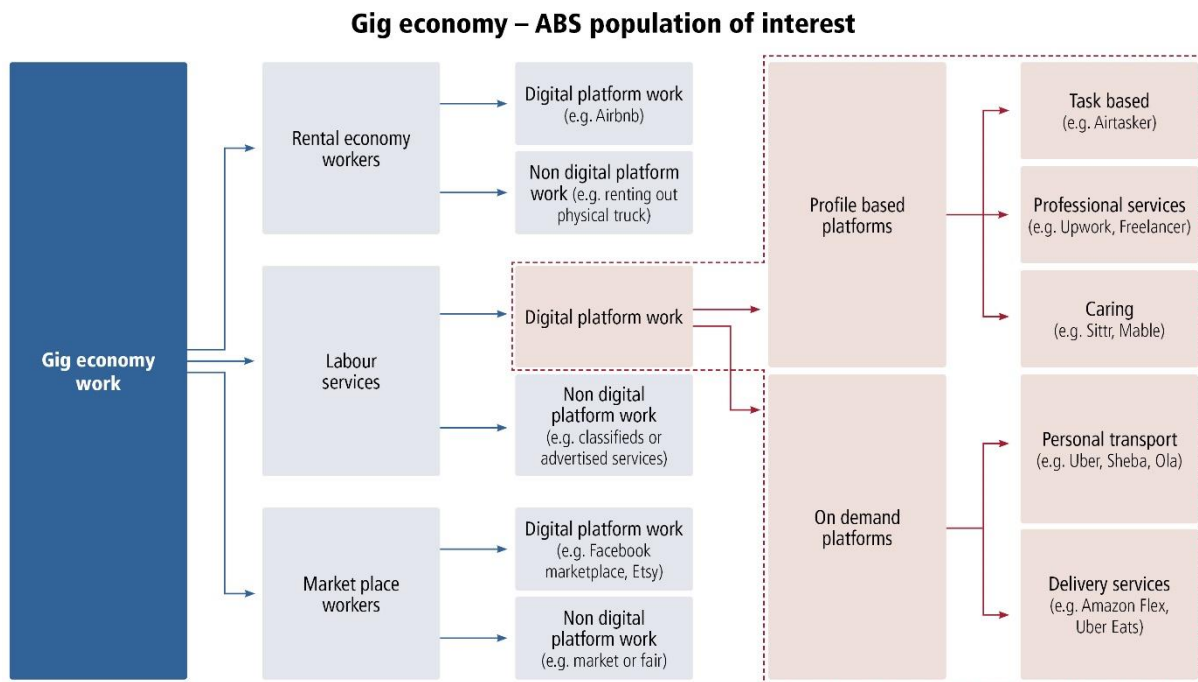 Gig economy – ABS population of interest
Gig economy
work
Rental economy
workers
Digital platform work
(e.g. Airbnb)
Non digital platform
work (e.g. renting out
physical truck)
Labour
services
Digital platform work
Non digital
platform work
(e.g. classifieds or
advertised services)
Market place
workers
Digital platform work
(e.g. Facebook
marketplace, Etsy)
Non digital
platform work
(e.g. market or fair)
Profile based
platforms
Task based
(e.g. Airtasker)
Professional services
(e.g. Upwork, Freelancer)
Caring
(e.g. Sittr, Mable)
On demand
platforms
Personal transport
(e.g. Uber, Sheba, Ola)
Delivery services
(e.g. Amazon Flex,
Uber Eats)